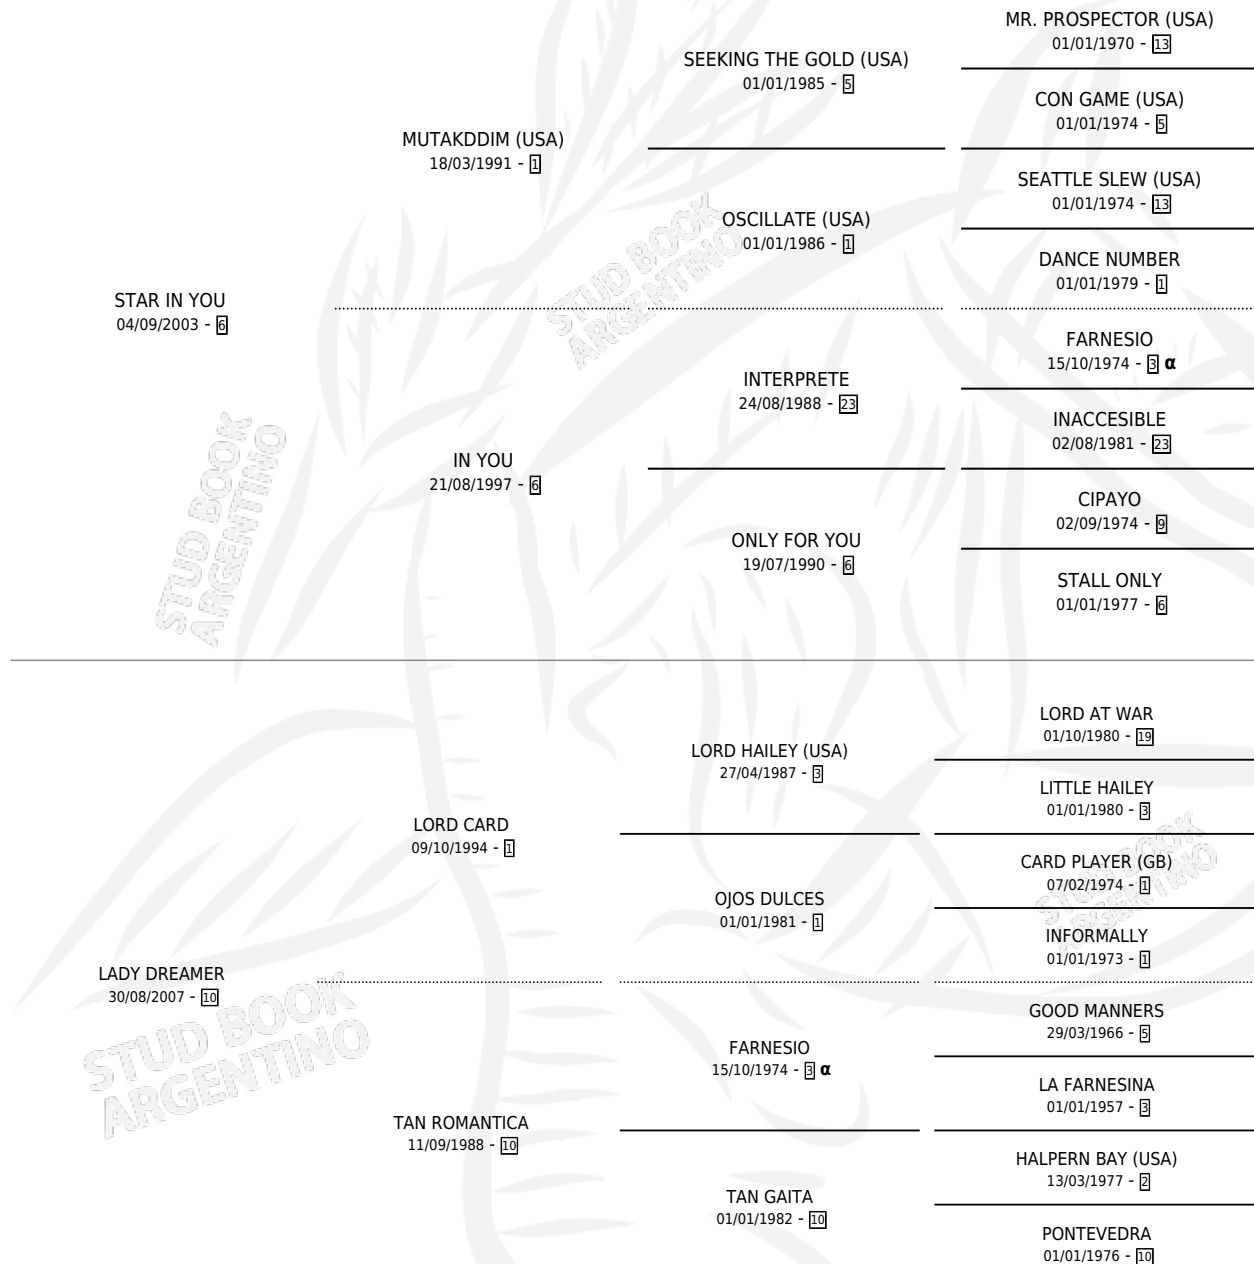 MR. PROSPECTOR (USA)
01/01/1970 - 13
SEEKING THE GOLD (USA)
01/01/1985 - 5
CON GAME (USA)
01/01/1974 - 5
MUTAKDDIM (USA)
18/03/1991 - 1
SEATTLE SLEW (USA)
01/01/1974 - 13
OSCILLATE (USA)
01/01/1986 - 1
DANCE NUMBER
01/01/1979 - 1
STAR IN YOU
04/09/2003 - 6
FARNESIO
15/10/1974 - 3 α
INTERPRETE
24/08/1988 - 23
INACCESIBLE
02/08/1981 - 23
IN YOU
21/08/1997 - 6
CIPAYO
02/09/1974 - 9
ONLY FOR YOU
19/07/1990 - 6
STALL ONLY
01/01/1977 - 6
LORD AT WAR
01/10/1980 - 19
LORD HAILEY (USA)
27/04/1987 - 3
LITTLE HAILEY
01/01/1980 - 3
LORD CARD
09/10/1994 - 1
CARD PLAYER (GB)
07/02/1974 - 1
OJOS DULCES
01/01/1981 - 1
INFORMALLY
01/01/1973 - 1
LADY DREAMER
30/08/2007 - 10
GOOD MANNERS
29/03/1966 - 5
FARNESIO
15/10/1974 - 3 α
LA FARNESINA
01/01/1957 - 3
TAN ROMANTICA
11/09/1988 - 10
HALPERN BAY (USA)
13/03/1977 - 2
TAN GAITA
01/01/1982 - 10
PONTEVEDRA
01/01/1976 - 10
STUD BOOK
ARGENTINO
STUD BOOK
ARGENTINO
STUD BOOK
ARGENTINO
STUD BOOK
ARGENTINO